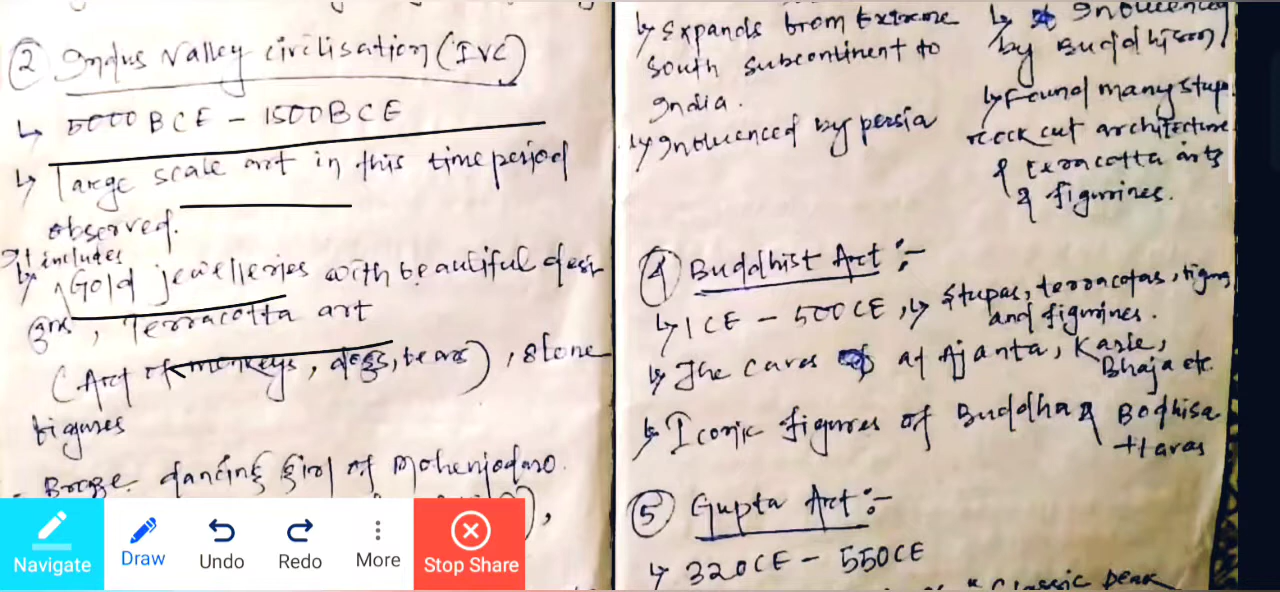 ② Indus Valley civilisation (IVC)
↳ 5000 BCE - 1500 BCE
↳ Large scale art in this time period
observed.
It includes
↳ Gold jewelleries with beautiful desi
gns, Terracotta art
(Art of monkeys, dogs, bears), stone
figures
- Bronze dancing girl of Mohenjodaro.
),
↳ Expands from Extreme
South subcontinent to
India.
↳ Influenced by persia
↳ Influenced
by Buddhism,
↳ Found many stupa
rock cut architecture
& terracotta arts
& figurines.
④ Buddhist Art :-
↳ 1 CE - 500 CE, ↳ Stupas, terracotas,
and figurines.
↳ The caves at Ajanta, Karle,
Bhaja etc.
↳ Iconic figures of Buddha & Bodhisa
ttavas
⑤ Gupta Art :-
↳ 320 CE - 550 CE
"Classic peak
Navigate
Draw
Undo
Redo
More
Stop Share